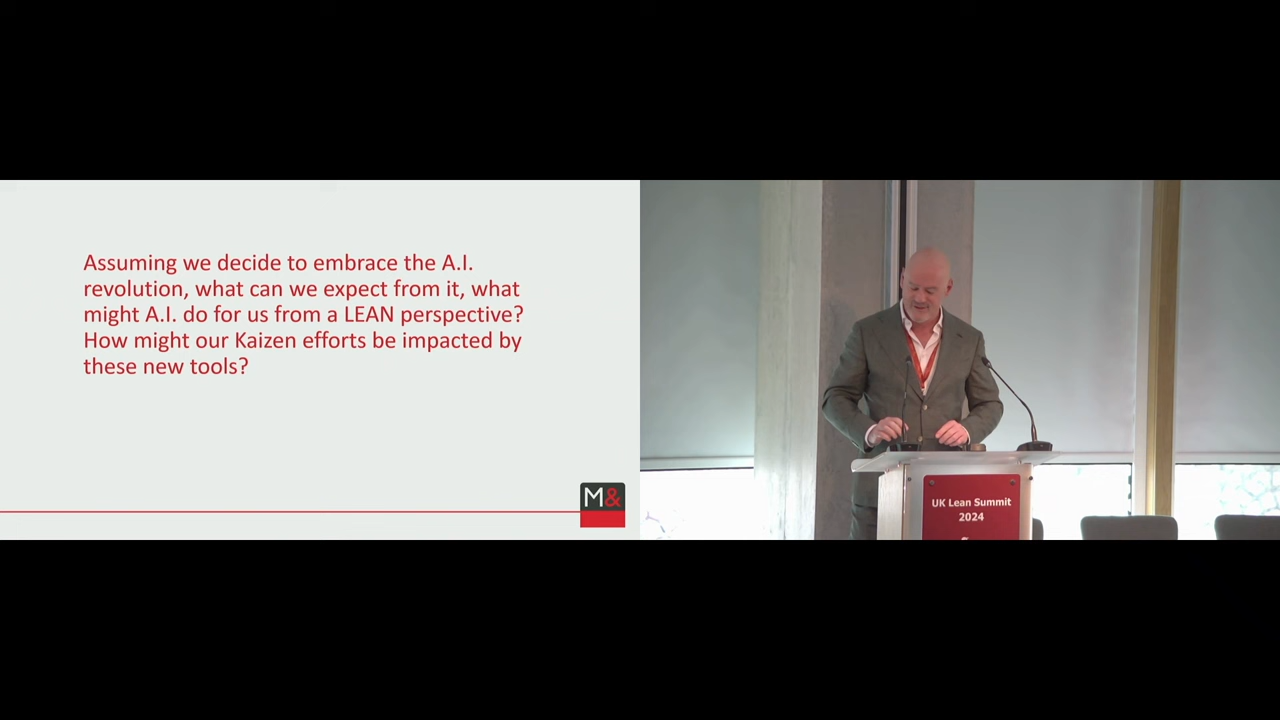 Assuming we decide to embrace the A.I.
revolution, what can we expect from it, what
might A.I. do for us from a LEAN perspective?
How might our Kaizen efforts be impacted by
these new tools?
M&
UK Lean Summit
2024